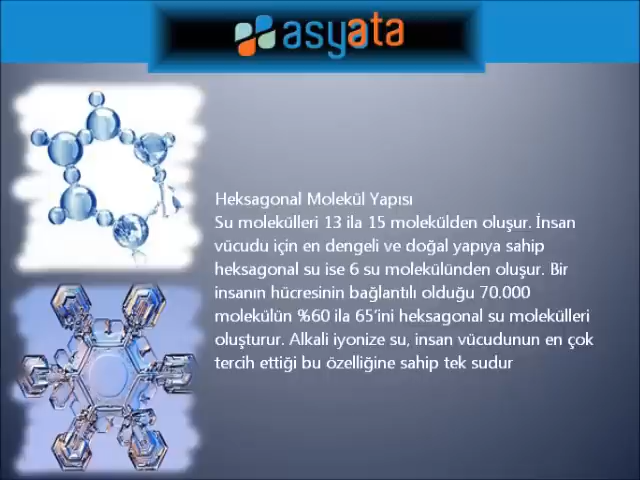 asyata
Heksagonal Molekül Yapısı
Su molekülleri 13 ila 15 molekülden oluşur. İnsan
vücudu için en dengeli ve doğal yapıya sahip
heksagonal su ise 6 su molekülünden oluşur. Bir
insanın hücresinin bağlantılı olduğu 70.000
molekülün %60 ila 65'ini heksagonal su molekülleri
oluşturur. Alkali iyonize su, insan vücudunun en çok
tercih ettiği bu özelliğine sahip tek sudur